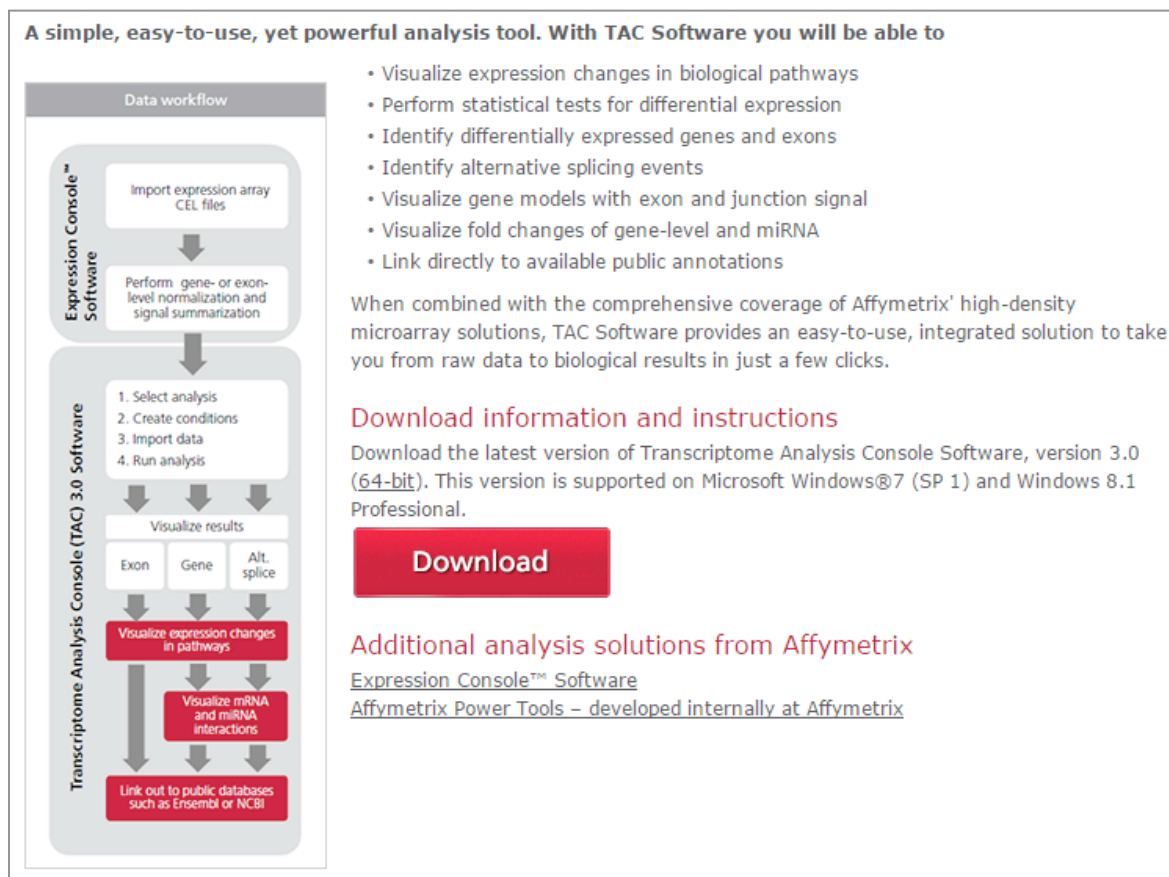 A simple, easy-to-use, yet powerful analysis tool. With TAC Software you will be able to
Data workflow
Expression Console™
Software
Import expression array
CEL files
Perform gene- or exon-
level normalization and
signal summarization
Transcriptome Analysis Console (TAC) 3.0 Software
1. Select analysis
2. Create conditions
3. Import data
4. Run analysis
Visualize results
Exon
Gene
Alt.
splice
Visualize expression changes
in pathways
Visualize mRNA
and miRNA
interactions
Link out to public databases
such as Ensembl or NCBI
• Visualize expression changes in biological pathways
• Perform statistical tests for differential expression
• Identify differentially expressed genes and exons
• Identify alternative splicing events
• Visualize gene models with exon and junction signal
• Visualize fold changes of gene-level and miRNA
• Link directly to available public annotations
When combined with the comprehensive coverage of Affymetrix' high-density
microarray solutions, TAC Software provides an easy-to-use, integrated solution to take
you from raw data to biological results in just a few clicks.
Download information and instructions
Download the latest version of Transcriptome Analysis Console Software, version 3.0
(64-bit). This version is supported on Microsoft Windows®7 (SP 1) and Windows 8.1
Professional.
Download
Additional analysis solutions from Affymetrix
Expression Console™ Software
Affymetrix Power Tools – developed internally at Affymetrix